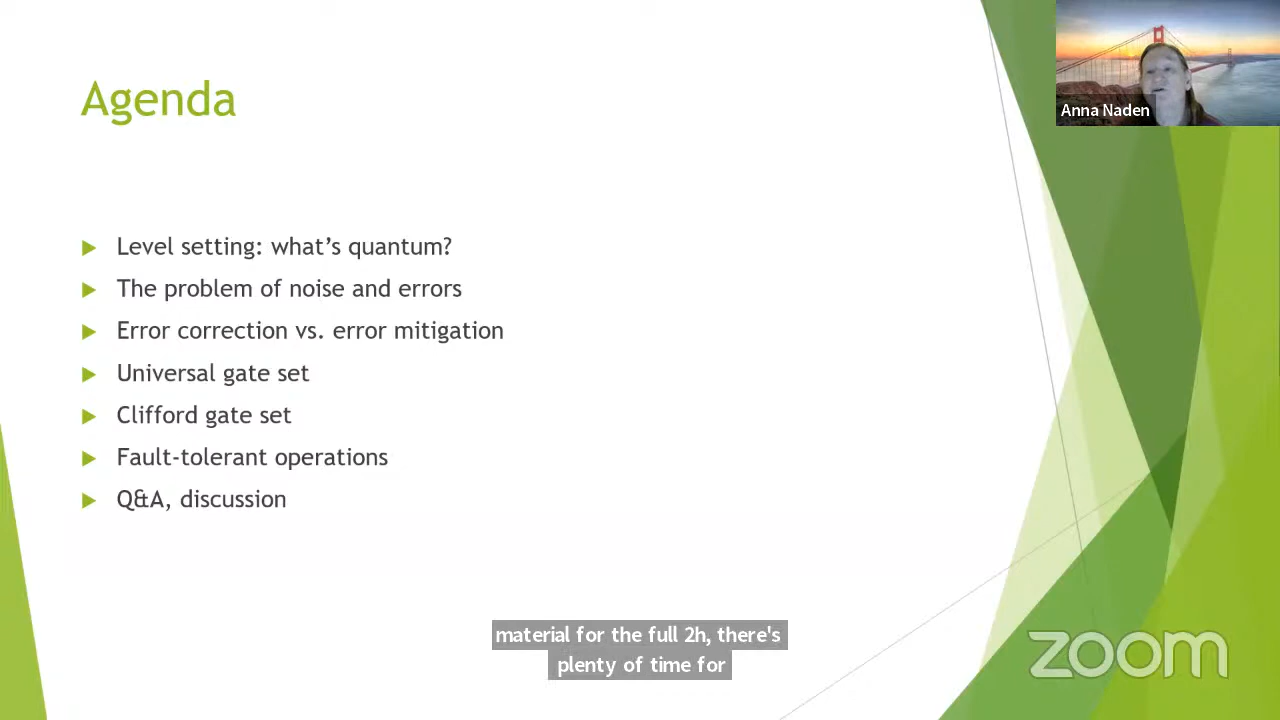 Agenda
Anna Naden
Level setting: what's quantum?
The problem of noise and errors
Error correction vs. error mitigation
Universal gate set
Clifford gate set
Fault-tolerant operations
Q&A, discussion
material for the full 2h, there's
plenty of time for
zoom